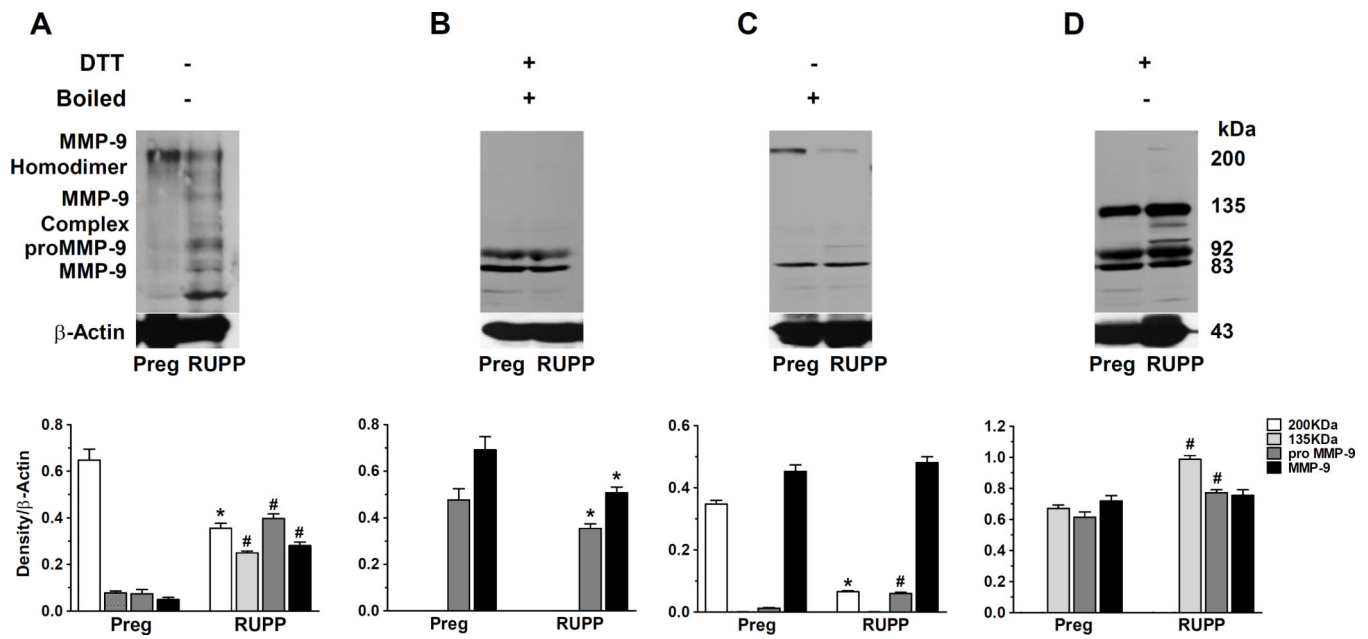 A B C D
DTT - + - +
Boiled - + + -
MMP-9
Homodimer
MMP-9
Complex
proMMP-9
MMP-9
β-Actin
kDa
200
135
92
83
43
Preg RUPP Preg RUPP Preg RUPP Preg RUPP
Density/β-Actin
0.8
0.6
0.4
0.2
0.0
* # # #
Preg RUPP
0.8
0.6
0.4
0.2
0.0
* *
Preg RUPP
0.6
0.4
0.2
0.0
* #
Preg RUPP
1.2
1.0
0.8
0.6
0.4
0.2
0.0
# #
Preg RUPP
200KDa
135KDa
pro MMP-9
MMP-9